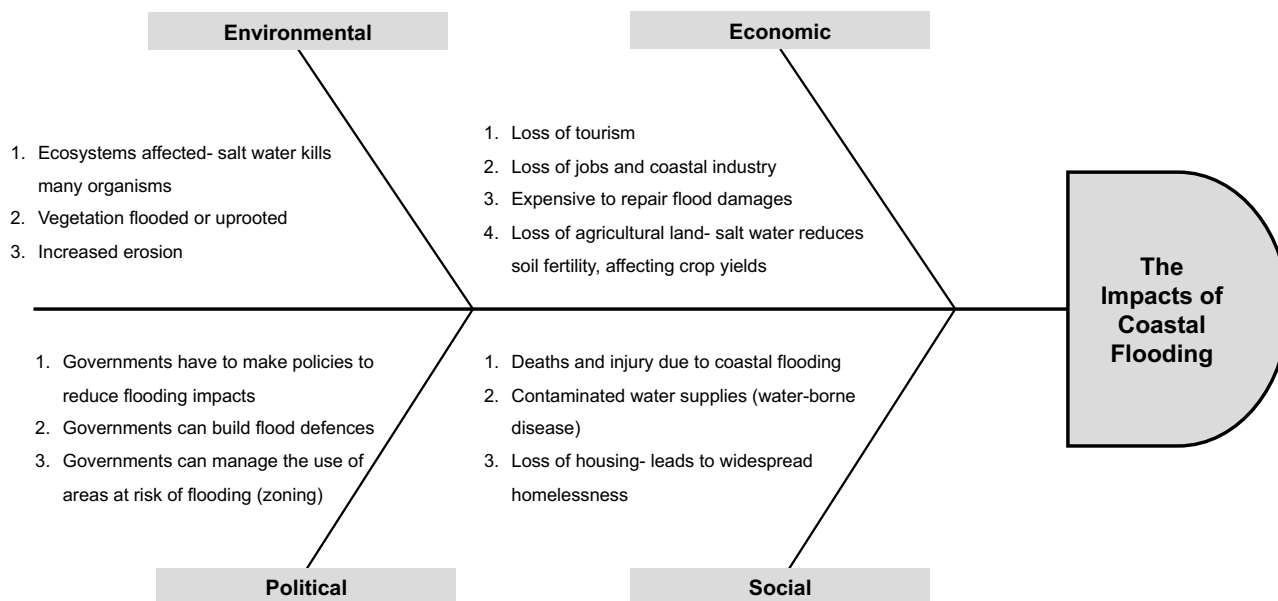 Environmental
1. Ecosystems affected- salt water kills
many organisms
2. Vegetation flooded or uprooted
3. Increased erosion
Economic
1. Loss of tourism
2. Loss of jobs and coastal industry
3. Expensive to repair flood damages
4. Loss of agricultural land- salt water reduces
soil fertility, affecting crop yields
The
Impacts of
Coastal
Flooding
1. Governments have to make policies to
reduce flooding impacts
2. Governments can build flood defences
3. Governments can manage the use of
areas at risk of flooding (zoning)
Political
1. Deaths and injury due to coastal flooding
2. Contaminated water supplies (water-borne
disease)
3. Loss of housing- leads to widespread
homelessness
Social